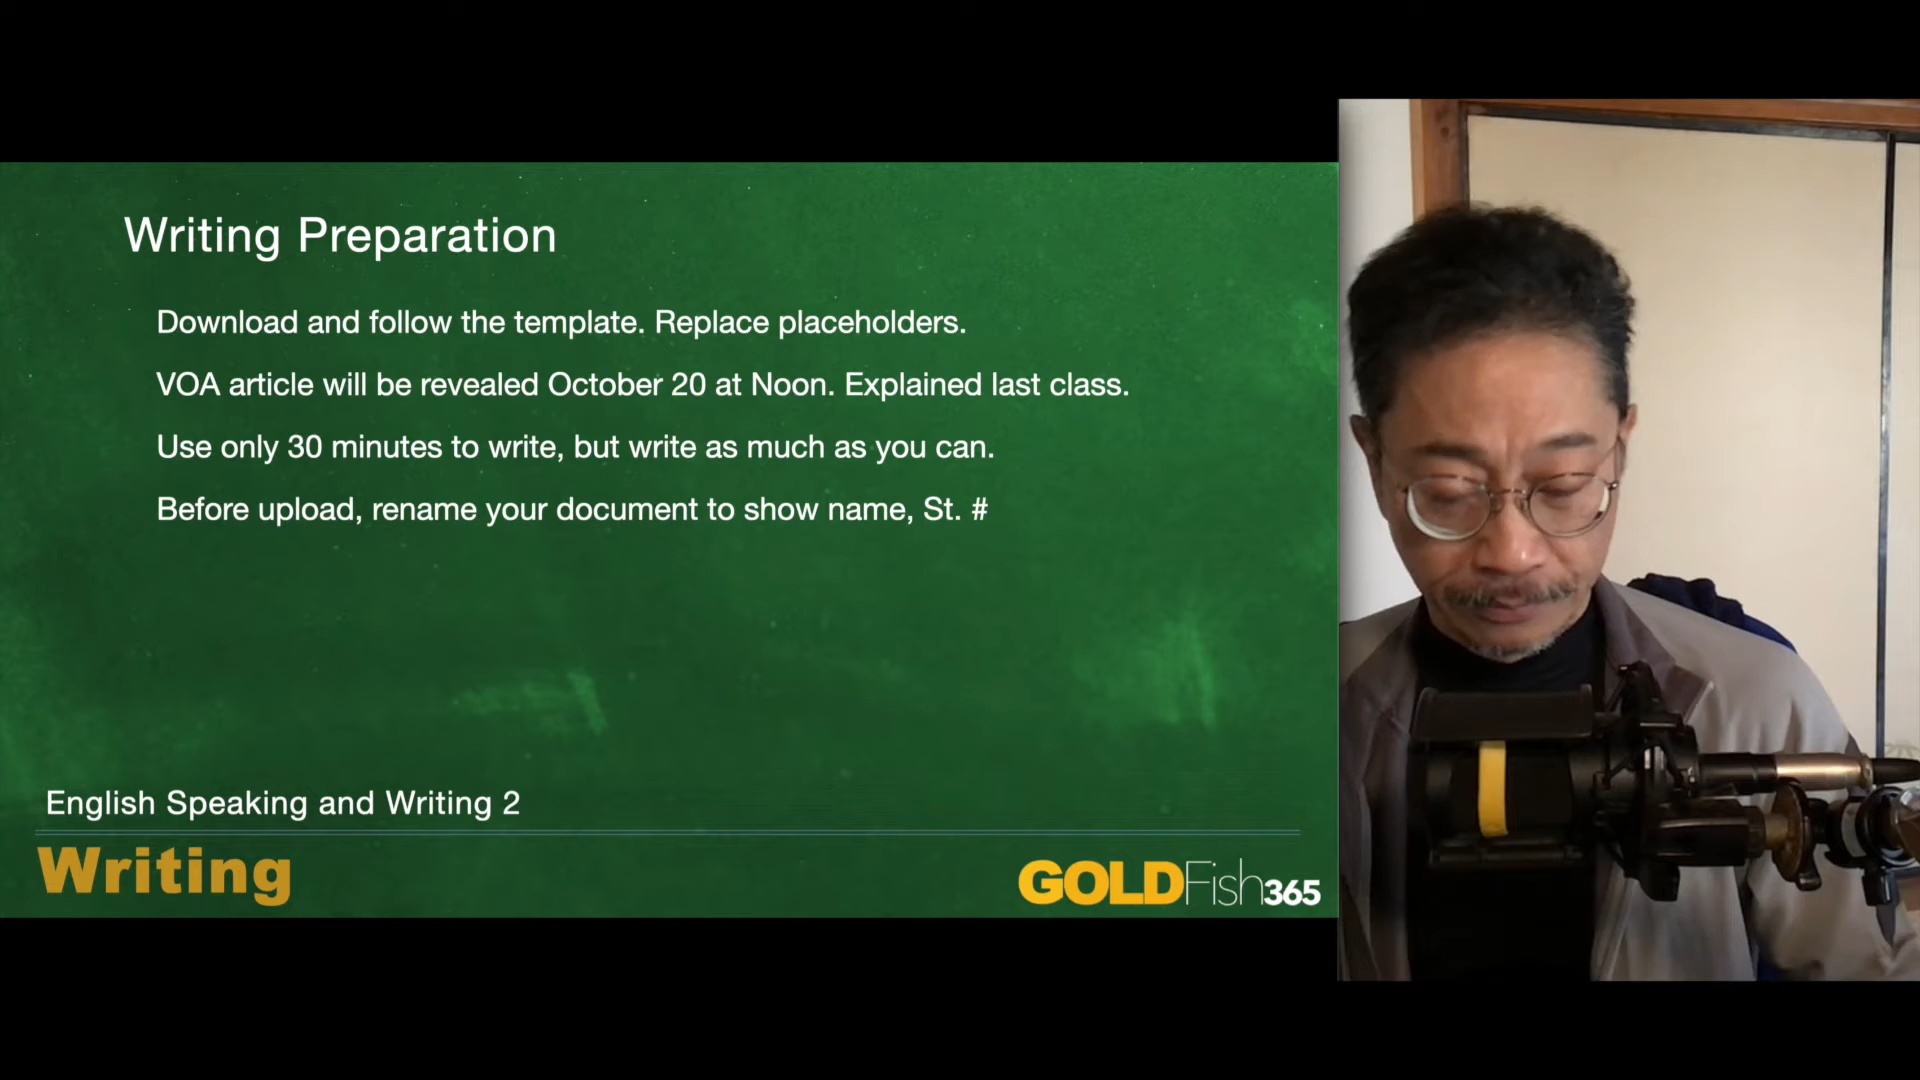 Writing Preparation
Download and follow the template. Replace placeholders.
VOA article will be revealed October 20 at Noon. Explained last class.
Use only 30 minutes to write, but write as much as you can.
Before upload, rename your document to show name, St. #
English Speaking and Writing 2
Writing
GOLDFish365